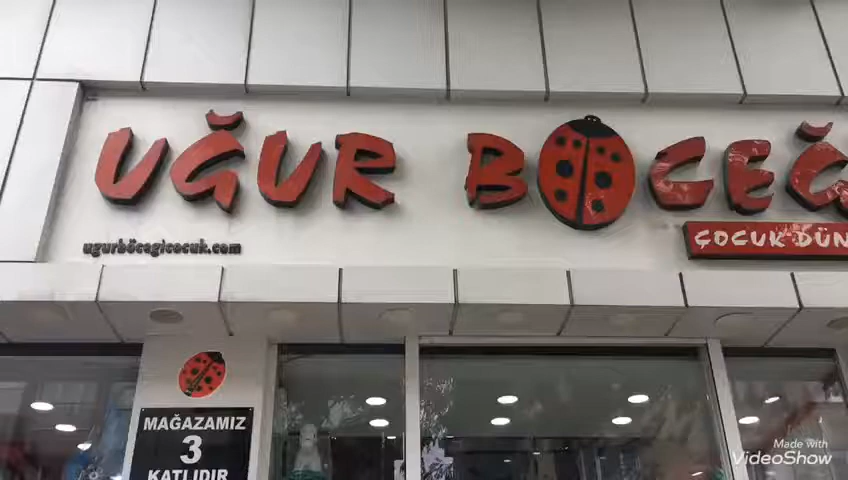 UĞUR BÖCEĞ
ugurböcegicocuk.com
ÇOCUK DÜN
MAĞAZAMIZ
3
KATLIDIR
Made with
VideoShow